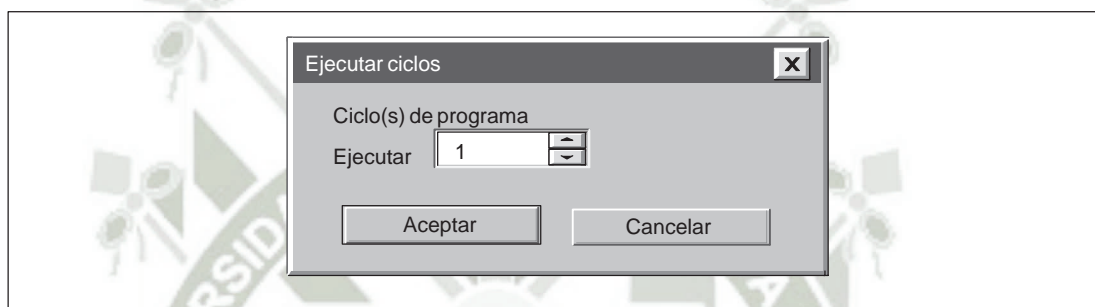 Ejecutar ciclos
Ciclo(s) de programa
Ejecutar 1
Aceptar Cancelar